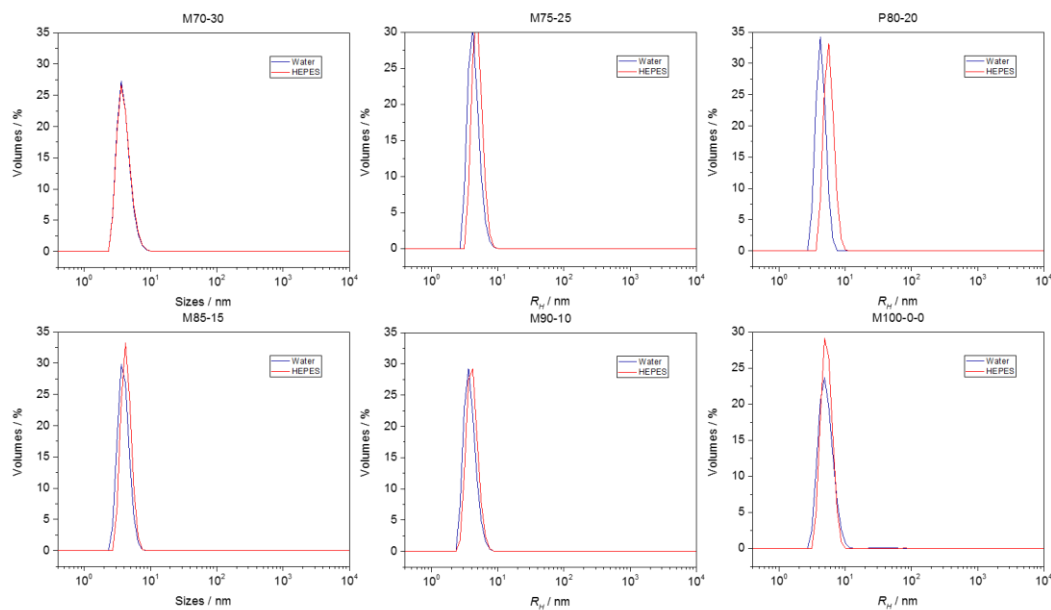 M70-30
35
30
25
20
15
10
5
0
Volumes / %
Water
HEPES
10⁰ 10¹ 10² 10³ 10⁴
Sizes / nm
M75-25
30
25
20
15
10
5
0
Volumes / %
Water
HEPES
10⁰ 10¹ 10² 10³ 10⁴
R_H / nm
P80-20
35
30
25
20
15
10
5
0
Volumes / %
Water
HEPES
10⁰ 10¹ 10² 10³ 10⁴
R_H / nm
M85-15
35
30
25
20
15
10
5
0
Volumes / %
Water
HEPES
10⁰ 10¹ 10² 10³ 10⁴
Sizes / nm
M90-10
35
30
25
20
15
10
5
0
Volumes / %
Water
HEPES
10⁰ 10¹ 10² 10³ 10⁴
R_H / nm
M100-0-0
30
25
20
15
10
5
0
Volumes / %
Water
HEPES
10⁰ 10¹ 10² 10³ 10⁴
R_H / nm